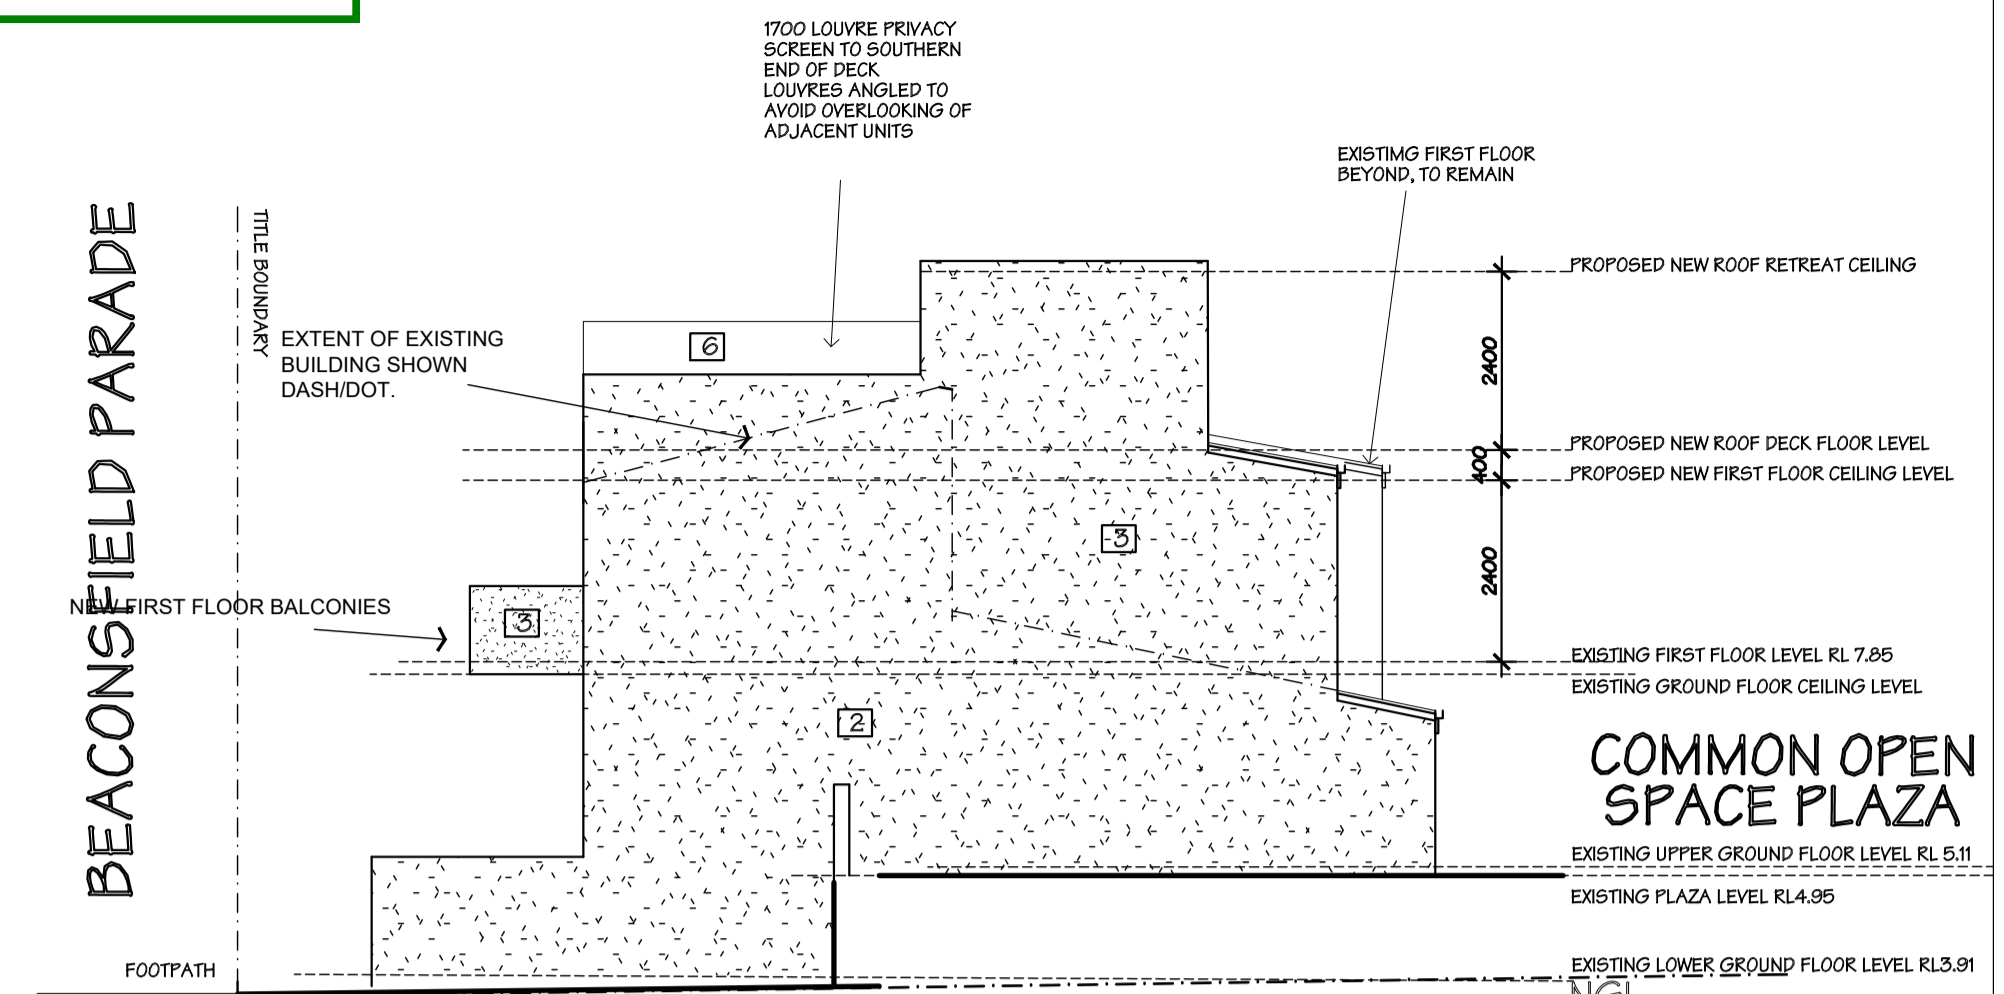 1700 LOUVRE PRIVACY
SCREEN TO SOUTHERN
END OF DECK
LOUVRES ANGLED TO
AVOID OVERLOOKING OF
ADJACENT UNITS
EXISTIMG FIRST FLOOR
BEYOND, TO REMAIN
BEACONSFIELD PARADE
TITLE BOUNDARY
EXTENT OF EXISTING
BUILDING SHOWN
DASH/DOT.
6
PROPOSED NEW ROOF RETREAT CEILING
2400
PROPOSED NEW ROOF DECK FLOOR LEVEL
400
PROPOSED NEW FIRST FLOOR CEILING LEVEL
3
2400
NEW FIRST FLOOR BALCONIES
3
EXISTING FIRST FLOOR LEVEL RL 7.85
EXISTING GROUND FLOOR CEILING LEVEL
2
COMMON OPEN
SPACE PLAZA
EXISTING UPPER GROUND FLOOR LEVEL RL 5.11
EXISTING PLAZA LEVEL RL4.95
FOOTPATH
EXISTING LOWER GROUND FLOOR LEVEL RL3.91
NGL